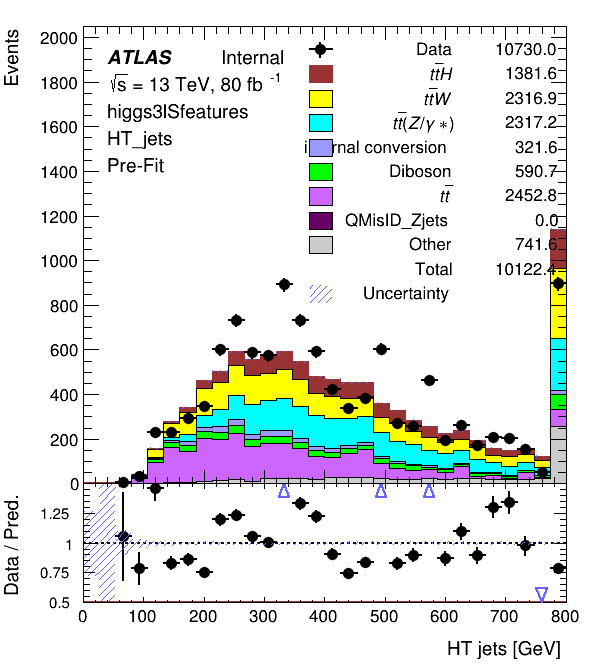 Events
2000
1800
1600
1400
1200
1000
800
600
400
200
0
ATLAS Internal
√s = 13 TeV, 80 fb -1
higgs3lSfeatures
HT_jets
Pre-Fit
Data 10730.0
tt̄H 1381.6
tt̄W 2316.9
tt̄(Z/γ∗) 2317.2
internal conversion 321.6
Diboson 590.7
tt̄ 2452.8
QMisID_Zjets 0.0
Other 741.6
Total 10122.4
Uncertainty
Data / Pred.
1.25
1
0.75
0.5
0 100 200 300 400 500 600 700 800
HT jets [GeV]